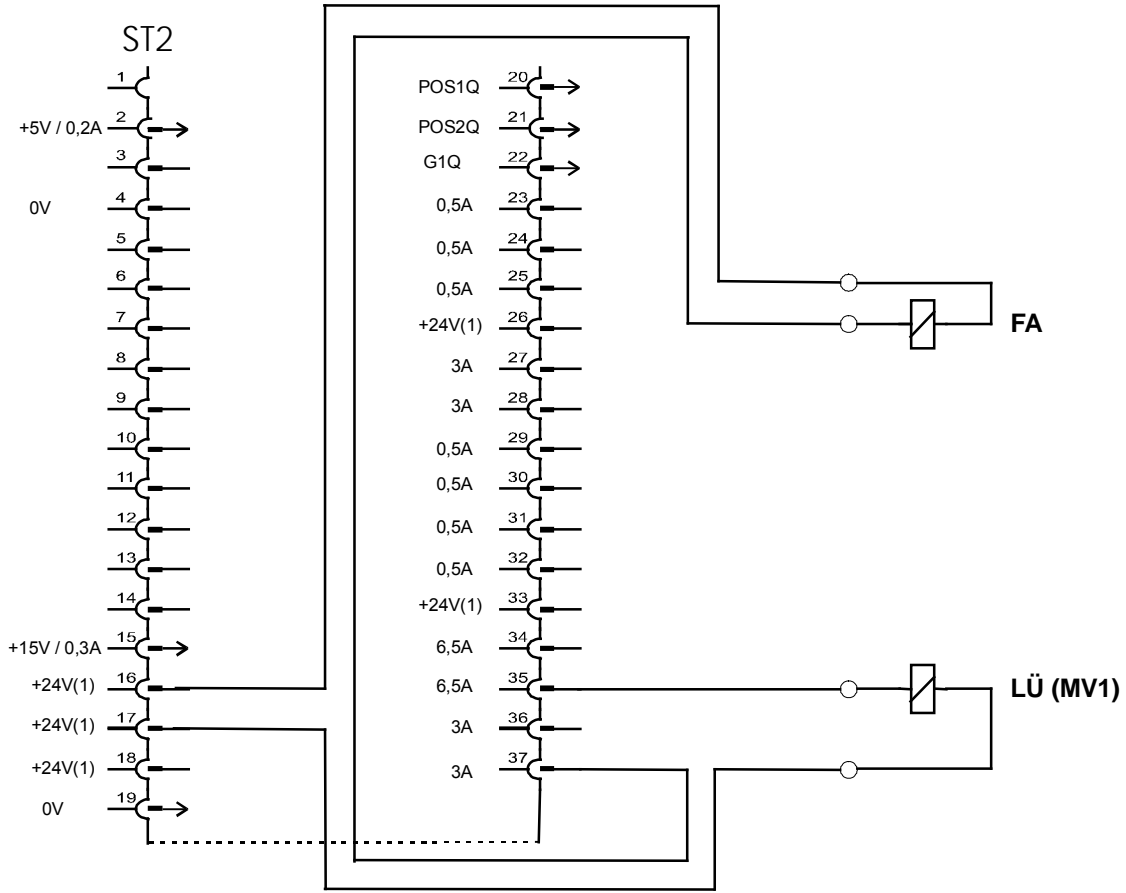 ST2
1
+5V / 0,2A 2
3
0V 4
5
6
7
8
9
10
11
12
13
14
+15V / 0,3A 15
+24V(1) 16
+24V(1) 17
+24V(1) 18
0V 19
POS1Q 20
POS2Q 21
G1Q 22
0,5A 23
0,5A 24
0,5A 25
+24V(1) 26
3A 27
3A 28
0,5A 29
0,5A 30
0,5A 31
0,5A 32
+24V(1) 33
6,5A 34
6,5A 35
3A 36
3A 37
FA
LÜ (MV1)